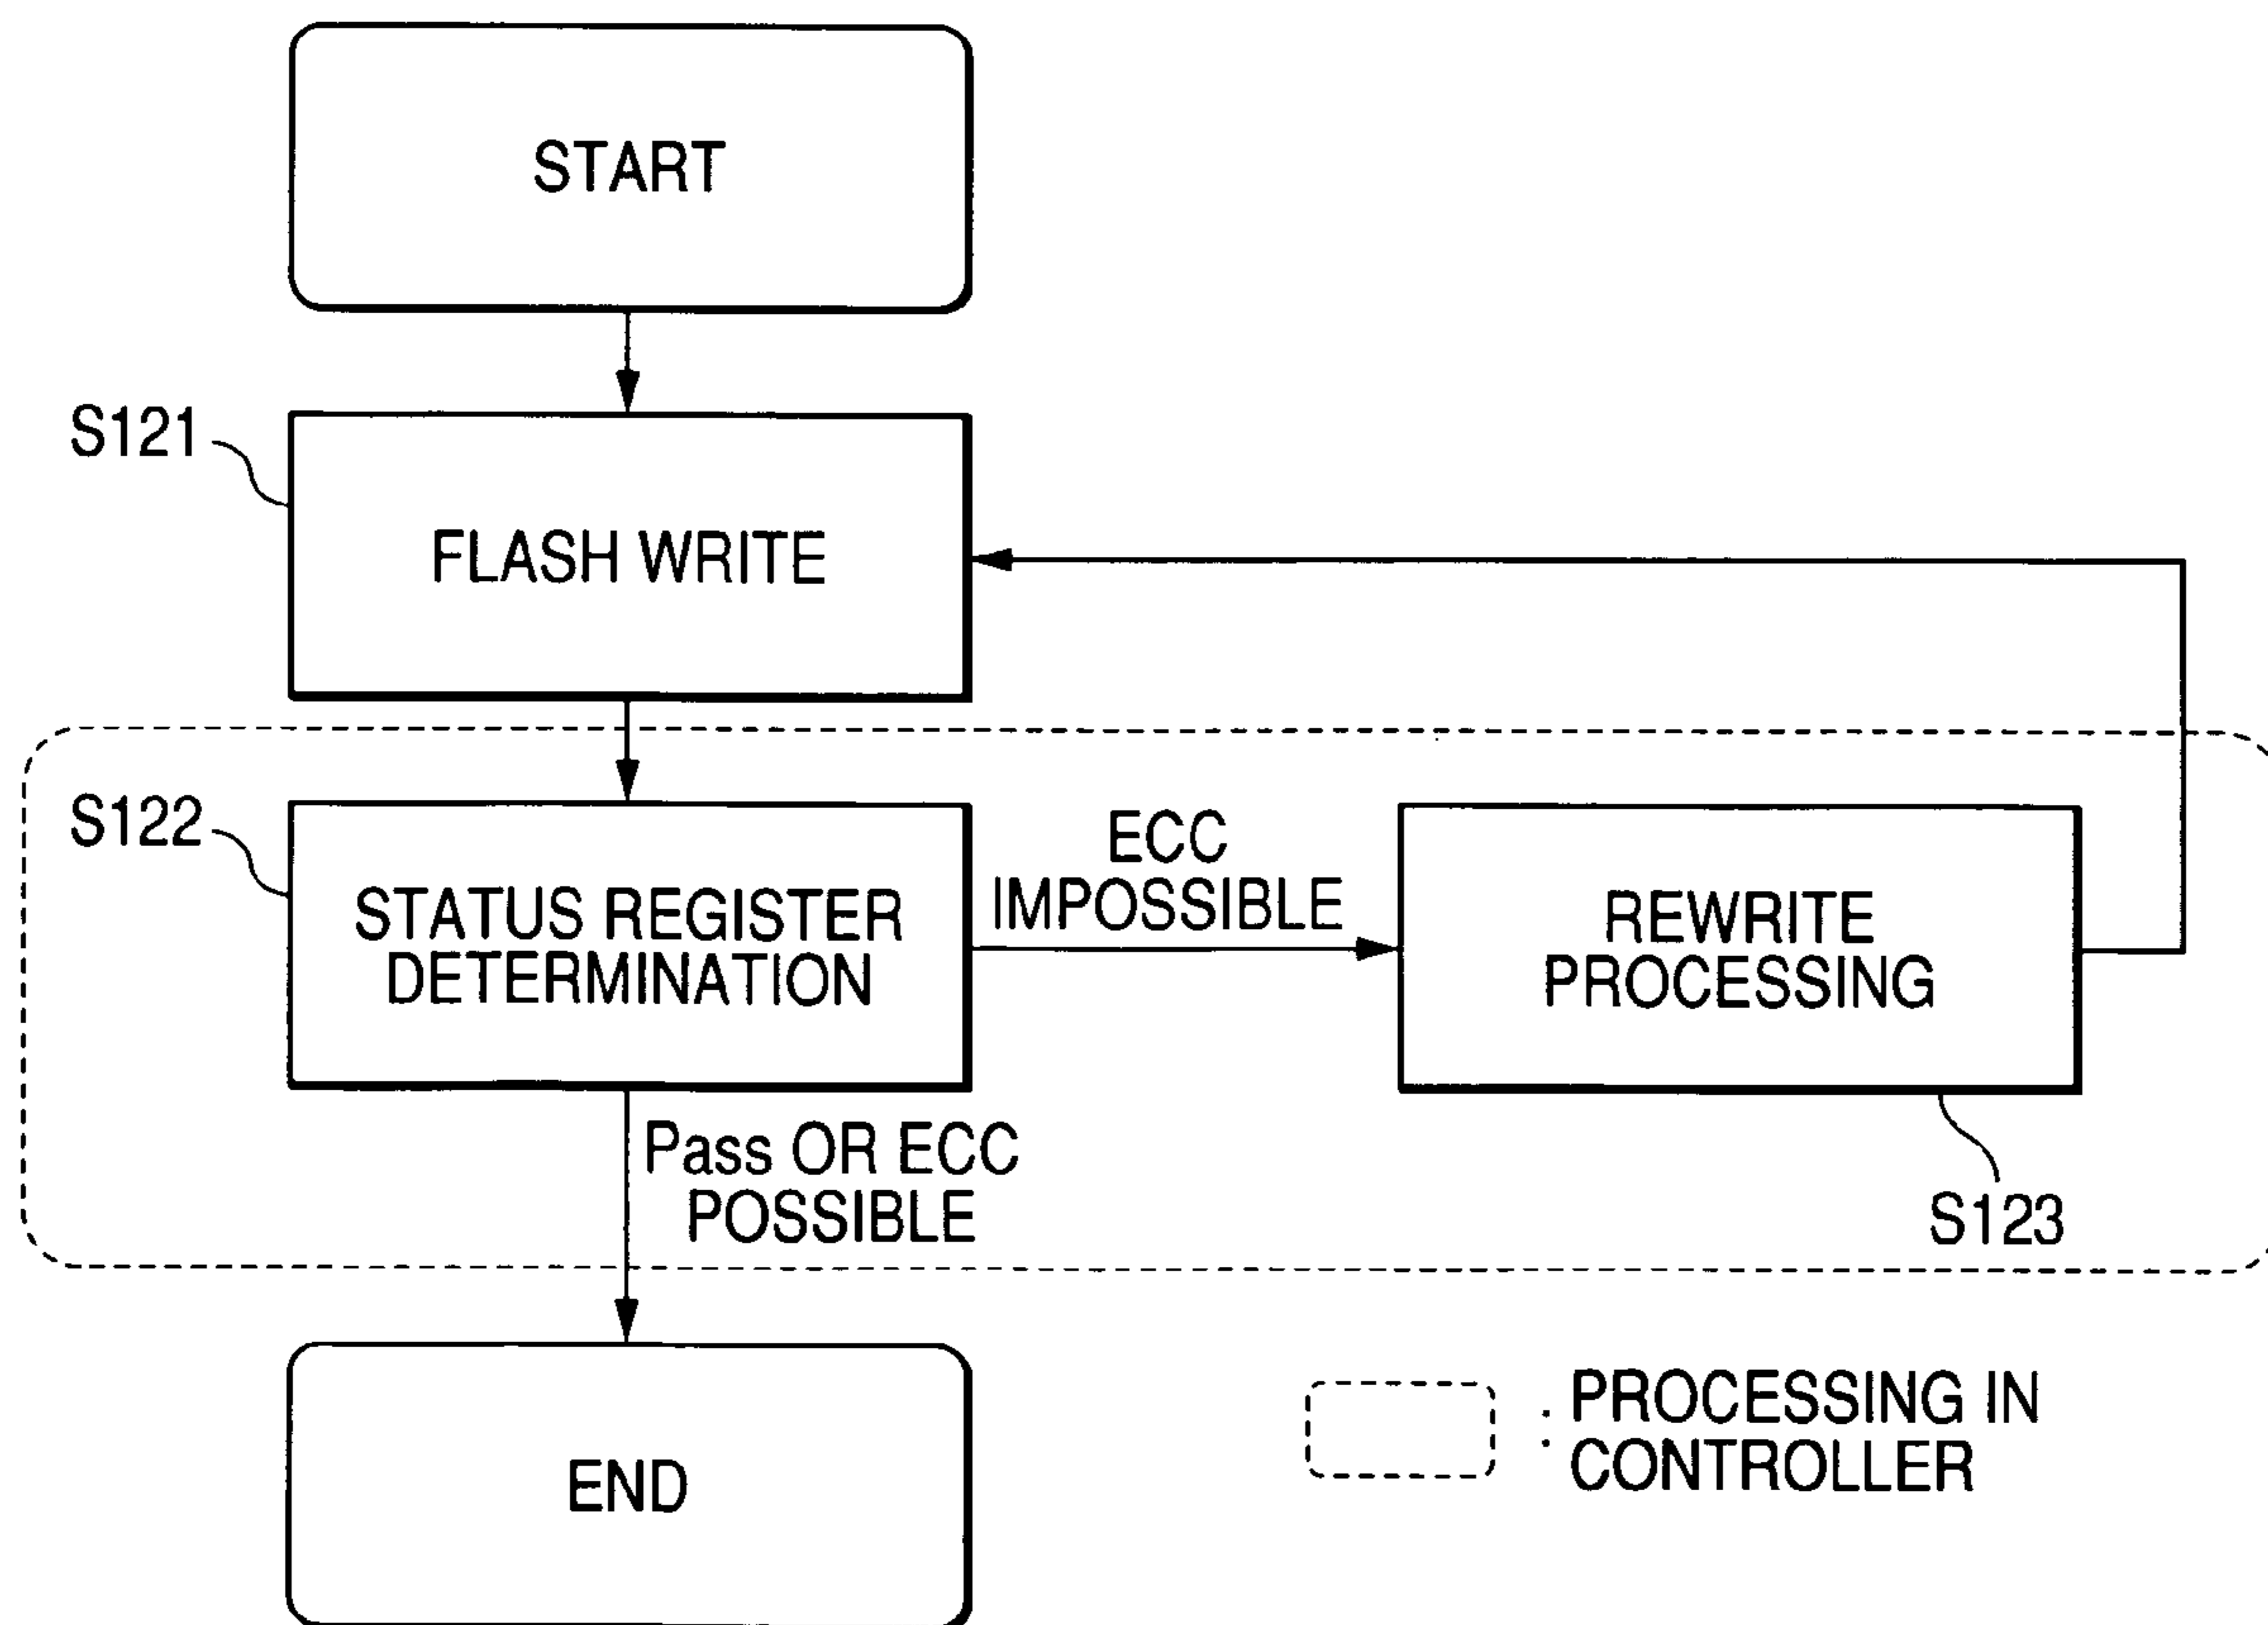 START
S121
FLASH WRITE
S122
STATUS REGISTER
DETERMINATION
ECC
IMPOSSIBLE
REWRITE
PROCESSING
Pass OR ECC
POSSIBLE
S123
END
: PROCESSING IN
CONTROLLER